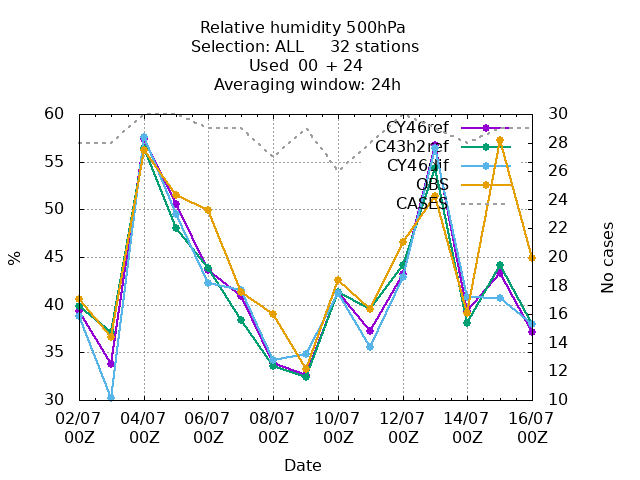 Relative humidity 500hPa
Selection: ALL 32 stations
Used 00 + 24
Averaging window: 24h
60 30
CY46ref
C43h2ref
CY46dif
OBS
CASES
55 28
50 26
45 24
40 22
35 20
30 18
16
14
12
10
%
No cases
02/07 04/07 06/07 08/07 10/07 12/07 14/07 16/07
00Z 00Z 00Z 00Z 00Z 00Z 00Z 00Z
Date